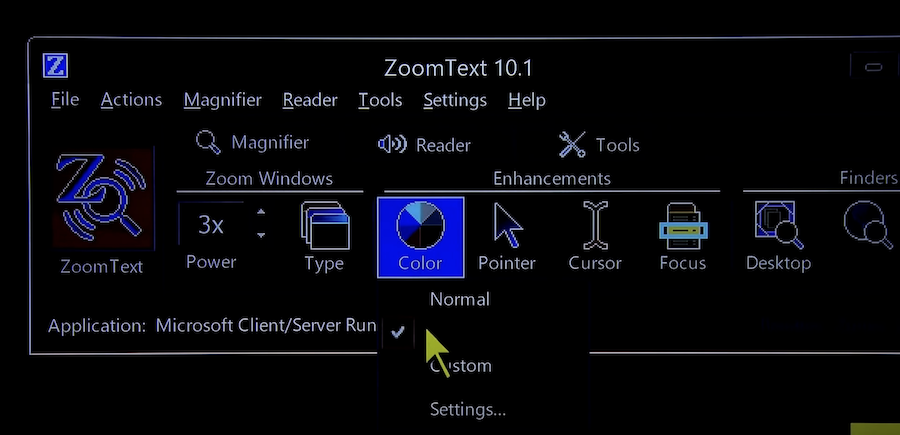 ZoomText 10.1
File Actions Magnifier Reader Tools Settings Help
Magnifier Reader Tools
Zoom Windows Enhancements Finders
3x
ZoomText Power Type Color Pointer Cursor Focus Desktop
Normal
Application: Microsoft Client/Server Run
Settings...